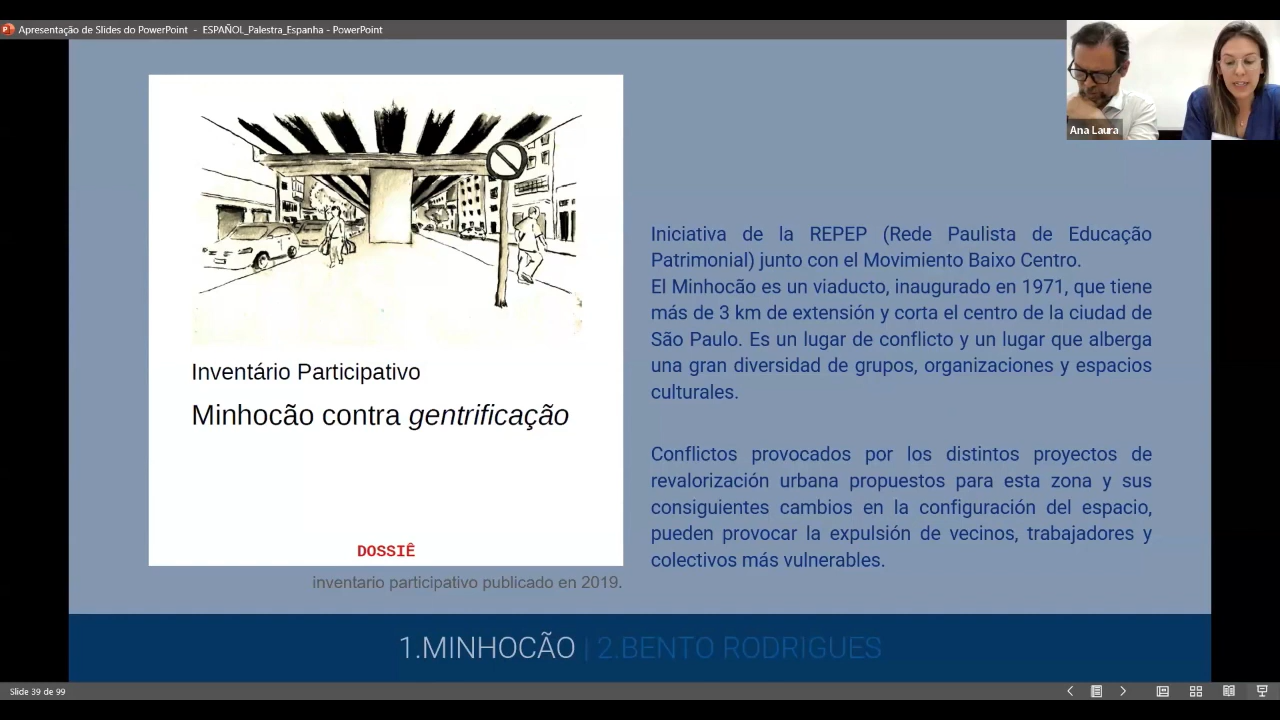 Apresentação de Slides do PowerPoint - ESPAÑOL_Palestra_Espanha - PowerPoint
Ana Laura
Inventário Participativo
Minhocão contra gentrificação
DOSSIÊ
inventario participativo publicado en 2019.
Iniciativa de la REPEP (Rede Paulista de Educação
Patrimonial) junto con el Movimiento Baixo Centro.
El Minhocão es un viaducto, inaugurado en 1971, que tiene
más de 3 km de extensión y corta el centro de la ciudad de
São Paulo. Es un lugar de conflicto y un lugar que alberga
una gran diversidad de grupos, organizaciones y espacios
culturales.
Conflictos provocados por los distintos proyectos de
revalorización urbana propuestos para esta zona y sus
consiguientes cambios en la configuración del espacio,
pueden provocar la expulsión de vecinos, trabajadores y
colectivos más vulnerables.
1.MINHOCÃO | 2.BENTO RODRIGUES
Slide 39 de 99